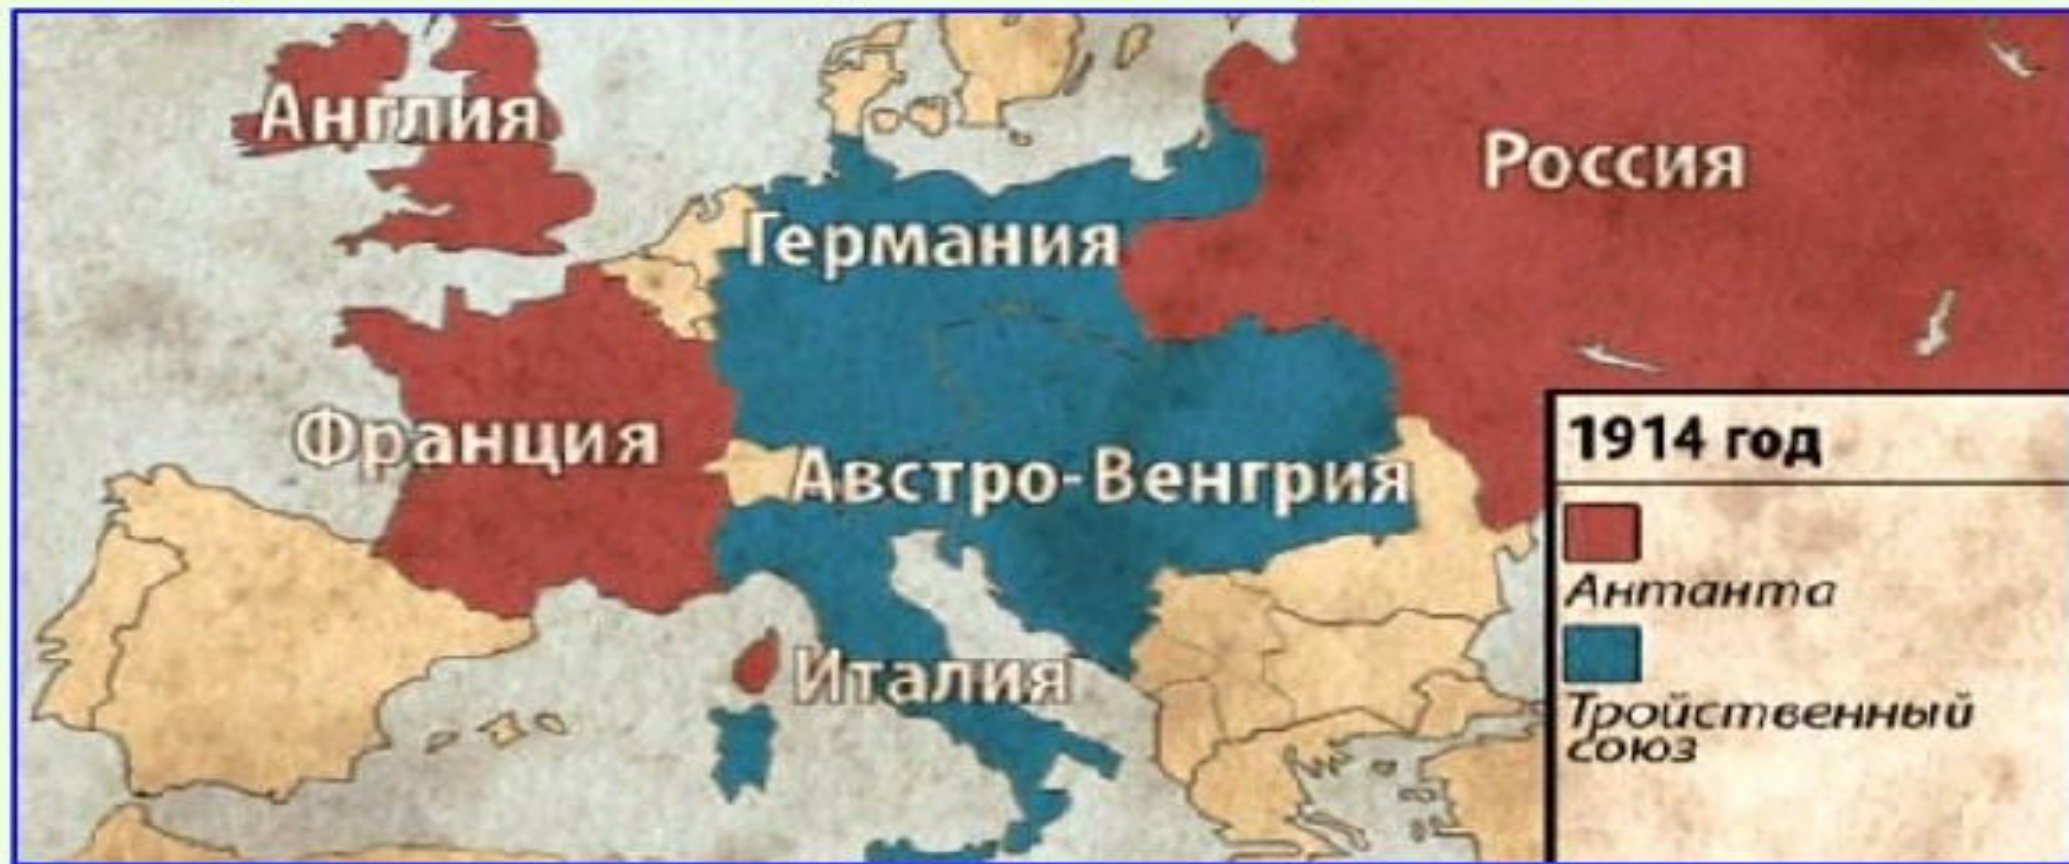 Англия
Россия
Германия
Франция
Австро-Венгрия
Италия
1914 год
Антанта
Тройственный
союз